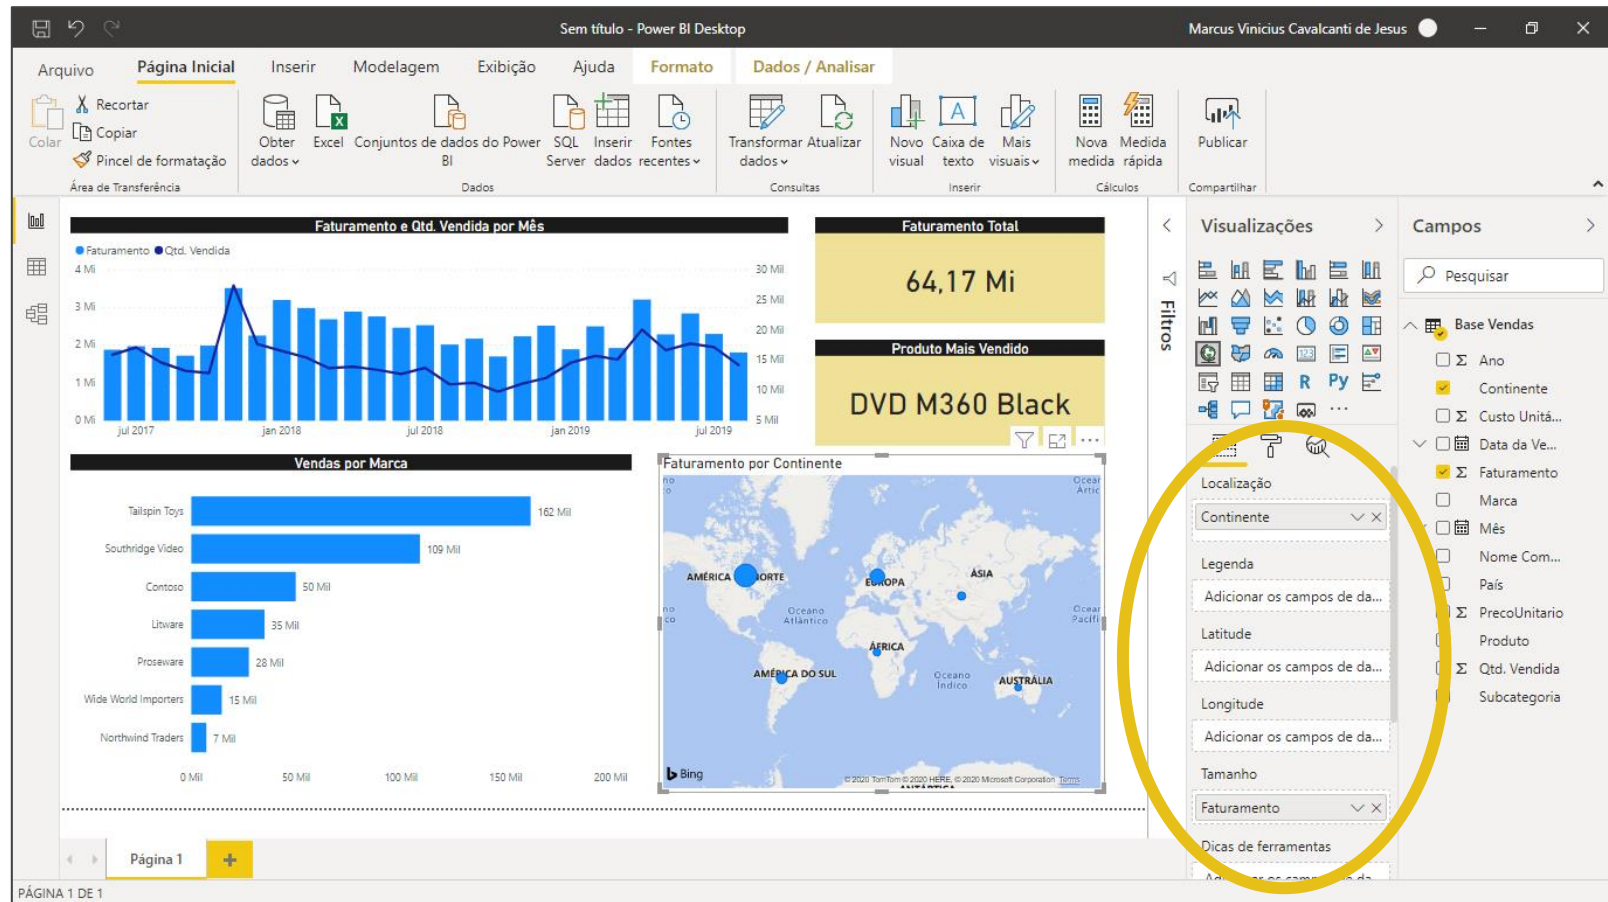 Sem título - Power BI Desktop
Marcus Vinicius Cavalcanti de Jesus
Arquivo
Página Inicial
Inserir
Modelagem
Exibição
Ajuda
Formato
Dados / Analisar
Colar
Recortar
Copiar
Pincel de formatação
Área de Transferência
Obter
dados
Excel
Conjuntos de dados do Power
BI
SQL
Server
Inserir
dados
Fontes
recentes
Dados
Transformar
dados
Atualizar
Consultas
Novo
visual
Caixa de
texto
Mais
visuais
Inserir
Nova
medida
Medida
rápida
Cálculos
Publicar
Compartilhar
Faturamento e Qtd. Vendida por Mês
Faturamento
Qtd. Vendida
4 Mi
3 Mi
2 Mi
1 Mi
0 Mi
30 Mil
25 Mil
20 Mil
15 Mil
10 Mil
5 Mil
jul 2017
jan 2018
jul 2018
jan 2019
jul 2019
Faturamento Total
64,17 Mi
Produto Mais Vendido
DVD M360 Black
Vendas por Marca
Tailspin Toys
162 Mil
Southridge Video
109 Mil
Contoso
50 Mil
Litware
35 Mil
Proseware
28 Mil
Wide World Importers
15 Mil
Northwind Traders
7 Mil
0 Mil
50 Mil
100 Mil
150 Mil
200 Mil
Faturamento por Continente
ÁSIA
Oceano
Atlântico
ÁFRICA
AMÉRICA DO SUL
Oceano
Índico
AUSTRÁLIA
Bing
© 2020 TomTom © 2020 HERE, © 2020 Microsoft Corporation Terms
Filtros
Visualizações
123
R
Py
Localização
Continente
Legenda
Adicionar os campos de da...
Latitude
Adicionar os campos de da...
Longitude
Adicionar os campos de da...
Tamanho
Faturamento
Dicas de ferramentas
Campos
Pesquisar
Base Vendas
Σ Ano
Continente
Σ Custo Unitá...
Data da Ve...
Σ Faturamento
Marca
Mês
Nome Com...
País
Σ PrecoUnitario
Produto
Σ Qtd. Vendida
Subcategoria
Página 1
PÁGINA 1 DE 1